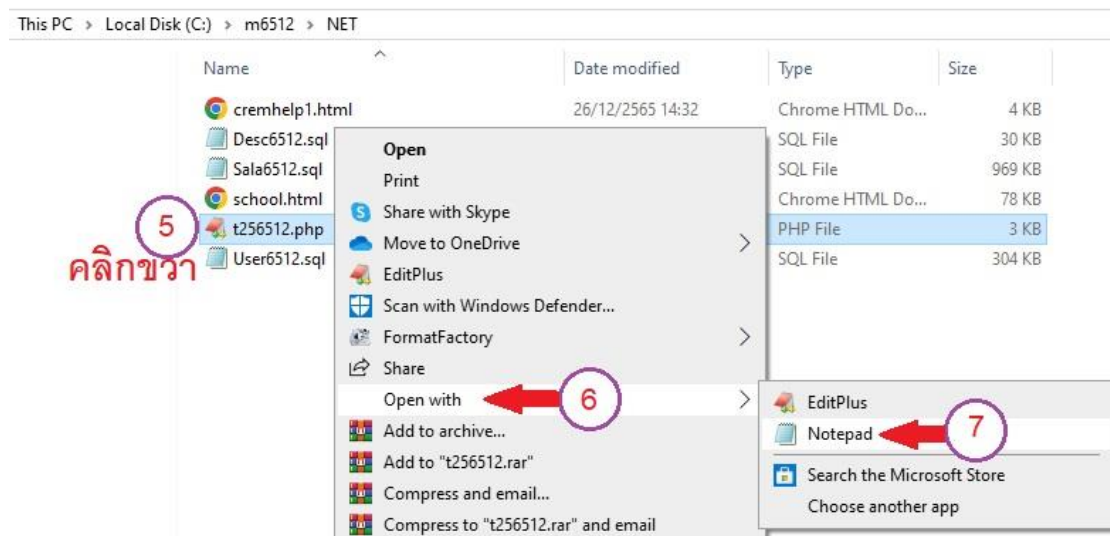 This PC > Local Disk (C:) > m6512 > NET
Name Date modified Type Size
cremhelp1.html 26/12/2565 14:32 Chrome HTML Do... 4 KB
Desc6512.sql SQL File 30 KB
Sala6512.sql SQL File 969 KB
school.html Chrome HTML Do... 78 KB
5 t256512.php PHP File 3 KB
คลิกขวา User6512.sql SQL File 304 KB
Open
Print
Share with Skype
Move to OneDrive >
EditPlus
Scan with Windows Defender...
FormatFactory >
Share
Open with 6 >
Add to archive...
Add to "t256512.rar"
Compress and email...
Compress to "t256512.rar" and email
EditPlus
Notepad 7
Search the Microsoft Store
Choose another app